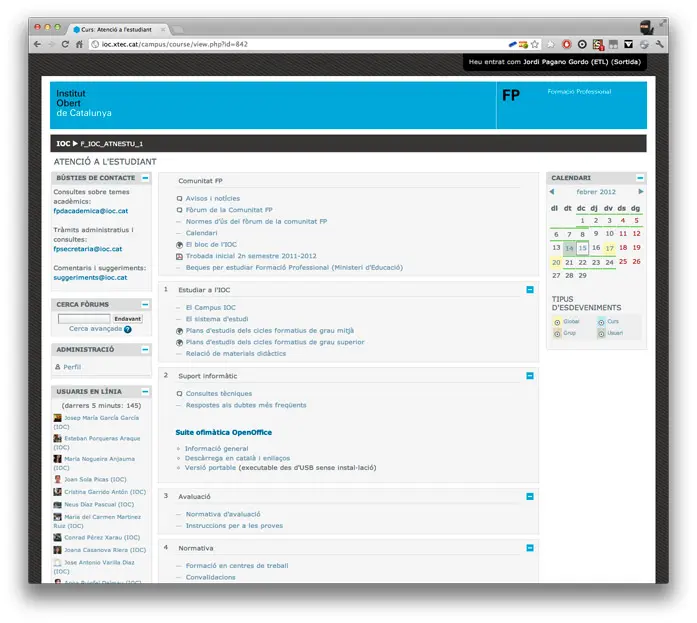 Curs: Atenció a l'estudiant
ioc.xtec.cat/campus/course/view.php?id=842
Heu entrat com Jordi Pagano Gordo (ETL) (Sortida)
Institut
Obert
de Catalunya
FP
Formació Professional
IOC ▶ F_IOC_ATNESTU_1
ATENCIÓ A L'ESTUDIANT
BÚSTIES DE CONTACTE
Consultes sobre temes
acadèmics:
fpdacademica@ioc.cat
Tràmits administratius i
consultes:
fpsecretaria@ioc.cat
Comentaris i suggeriments:
suggeriments@ioc.cat
CERCA FÒRUMS
Endavant
Cerca avançada
ADMINISTRACIÓ
Perfil
USUARIS EN LÍNIA
(darrers 5 minuts: 145)
Josep María García García
(IOC)
Esteban Porqueras Araque
(IOC)
María Nogueira Anjauma
(IOC)
Joan Sola Picas (IOC)
Cristina Garrido Antón (IOC)
Neus Diaz Pascual (IOC)
Maria del Carmen Martinez
Ruiz (IOC)
Conrad Pérez Xarau (IOC)
Joana Casanova Riera (IOC)
Jose Antonio Varilla Diaz
(IOC)
Comunitat FP
Avisos i notícies
Fòrum de la Comunitat FP
Normes d'ús del fòrum de la comunitat FP
Calendari
El bloc de l'IOC
Trobada inicial 2n semestre 2011-2012
Beques per estudiar Formació Professional (Ministeri d'Educació)
1 Estudiar a l'IOC
El Campus IOC
El sistema d'estudi
Plans d'estudis dels cicles formatius de grau mitjà
Plans d'estudis dels cicles formatius de grau superior
Relació de materials didàctics
2 Suport informàtic
Consultes tècniques
Respostes als dubtes més freqüents
Suite ofimàtica OpenOffice
Informació general
Descàrrega en català i enllaços
Versió portable (executable des d'USB sense instal·lació)
3 Avaluació
Normativa d'avaluació
Instruccions per a les proves
4 Normativa
Formació en centres de treball
Convalidacions
CALENDARI
◀ febrer 2012 ▶
dl dt dc dj dv ds dg
1 2 3 4 5
6 7 8 9 10 11 12
13 14 15 16 17 18 19
20 21 22 23 24 25 26
27 28 29
TIPUS
D'ESDEVENIMENTS
Global Curs
Grup Usuari